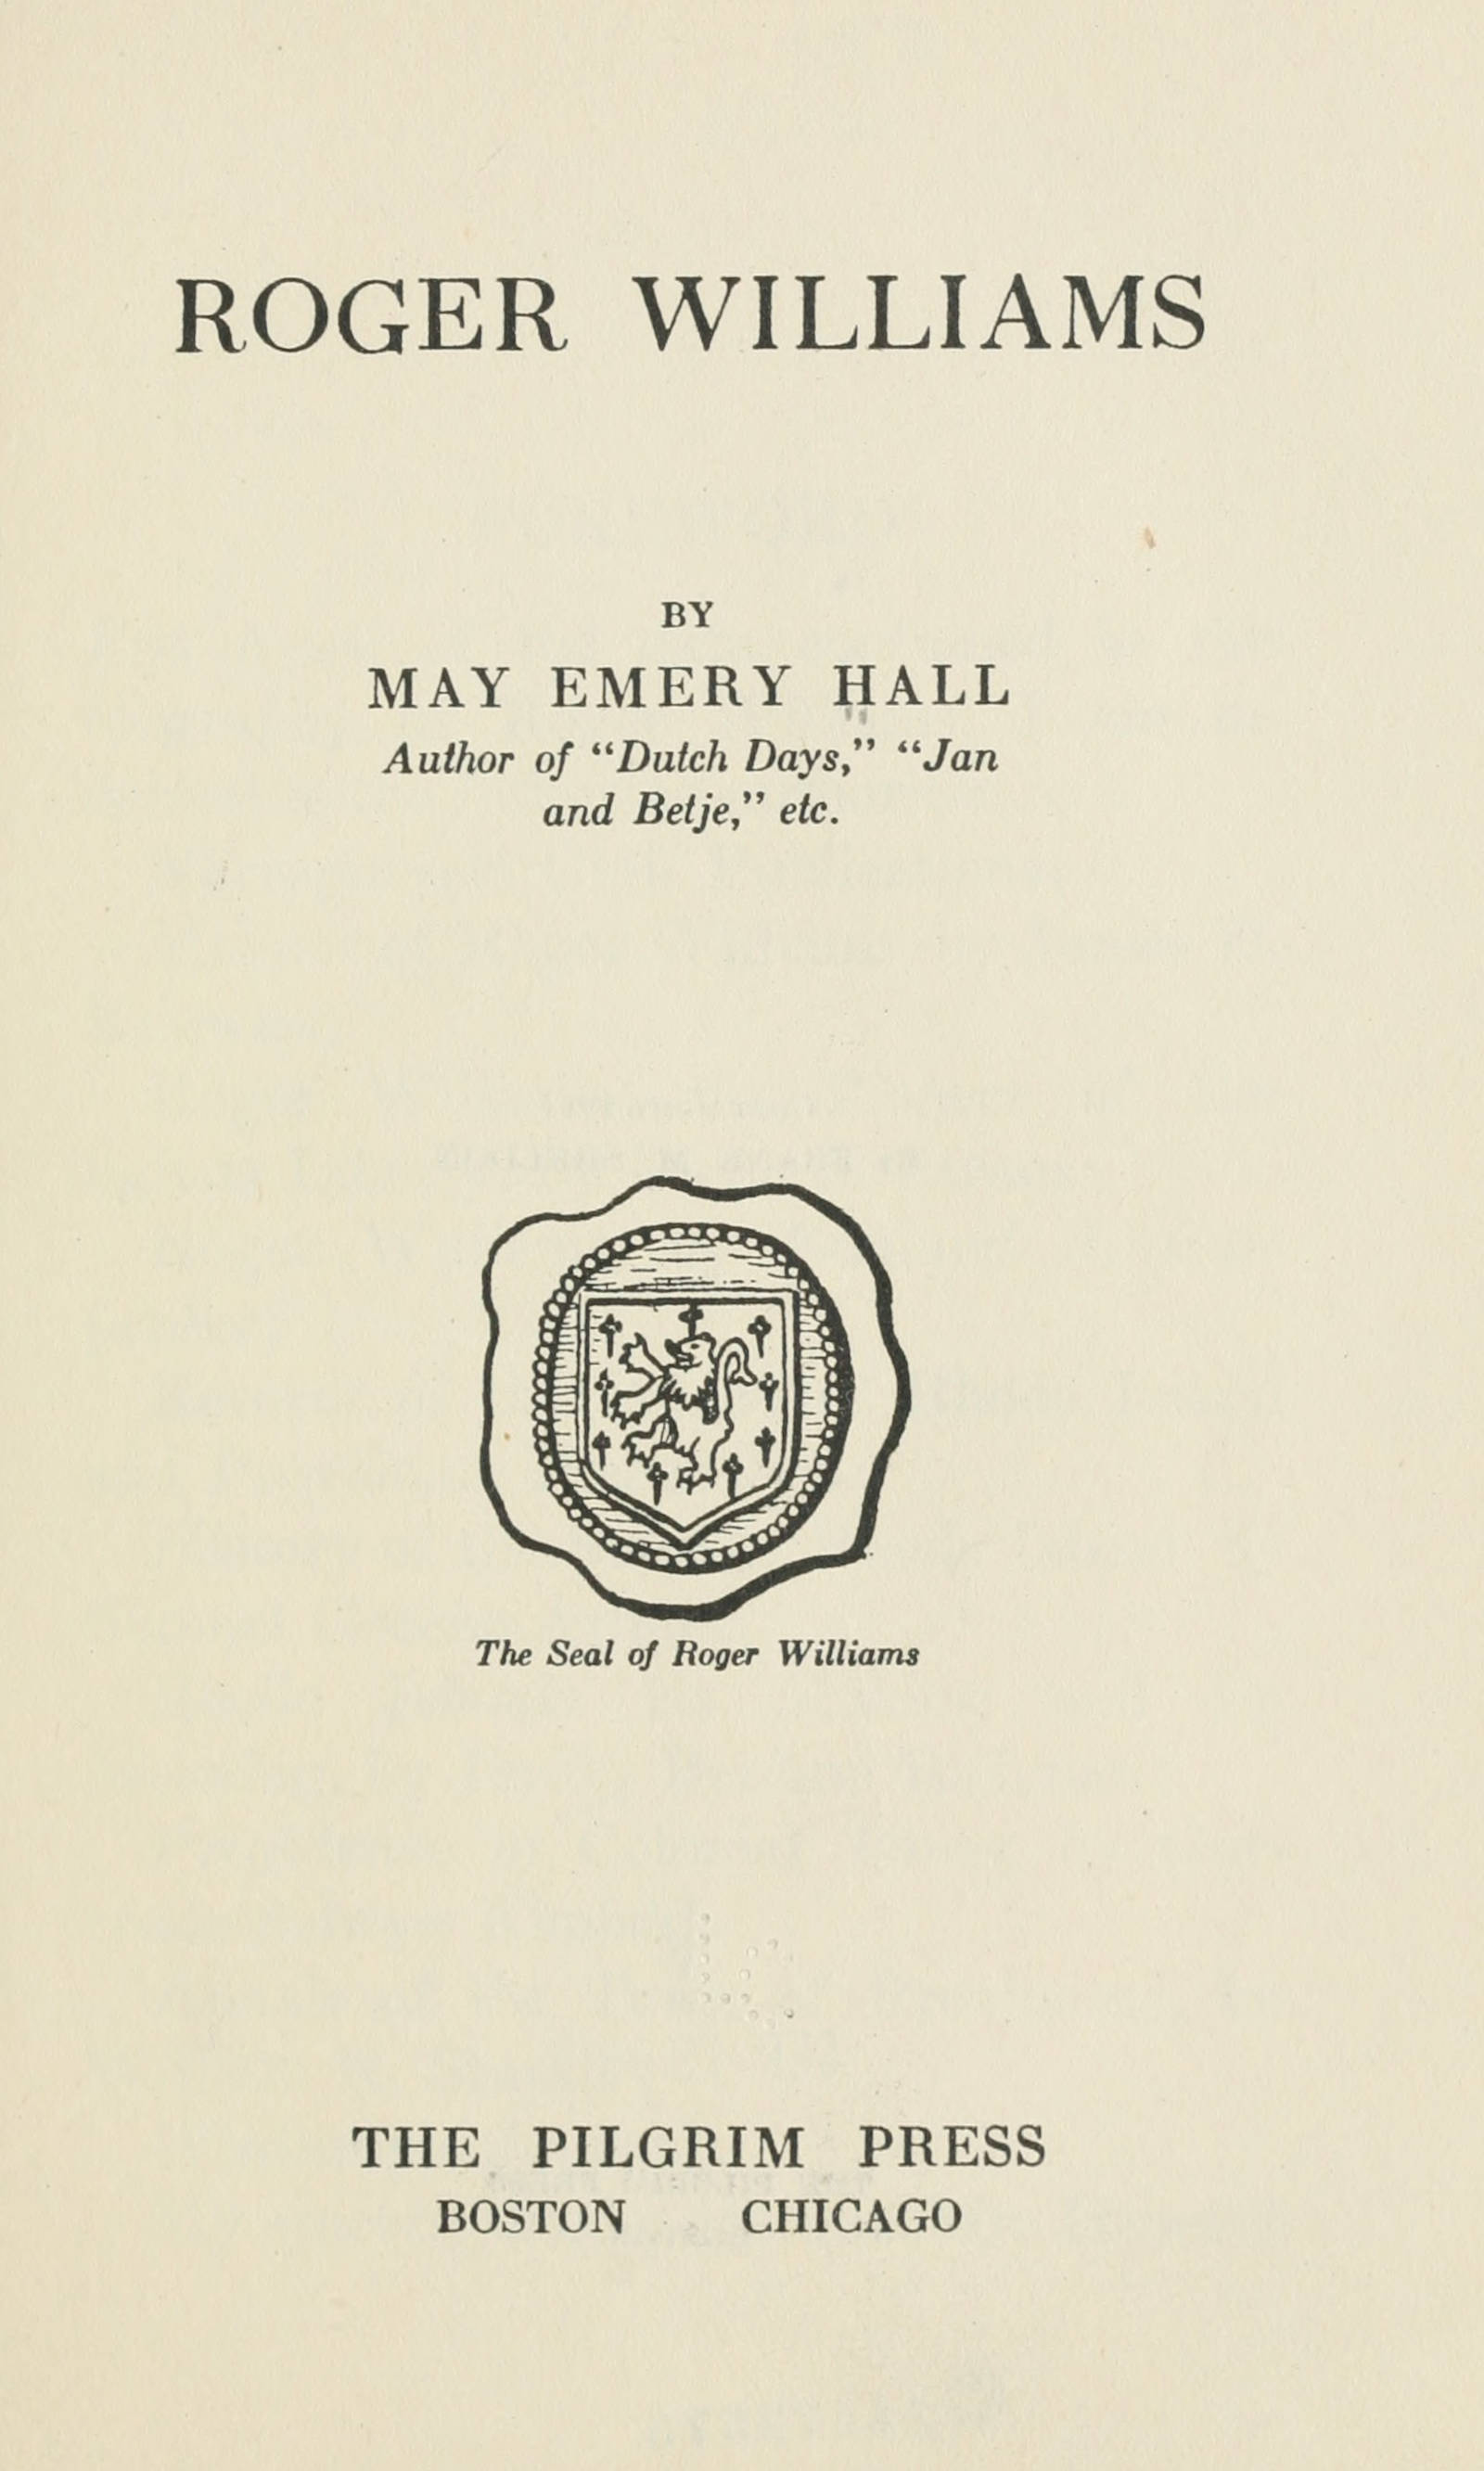 ROGER WILLIAMS
BY
MAY EMERY HALL
Author of “Dutch Days,” “Jan
and Betje,” etc.
The Seal of Roger Williams
THE PILGRIM PRESS
BOSTON CHICAGO